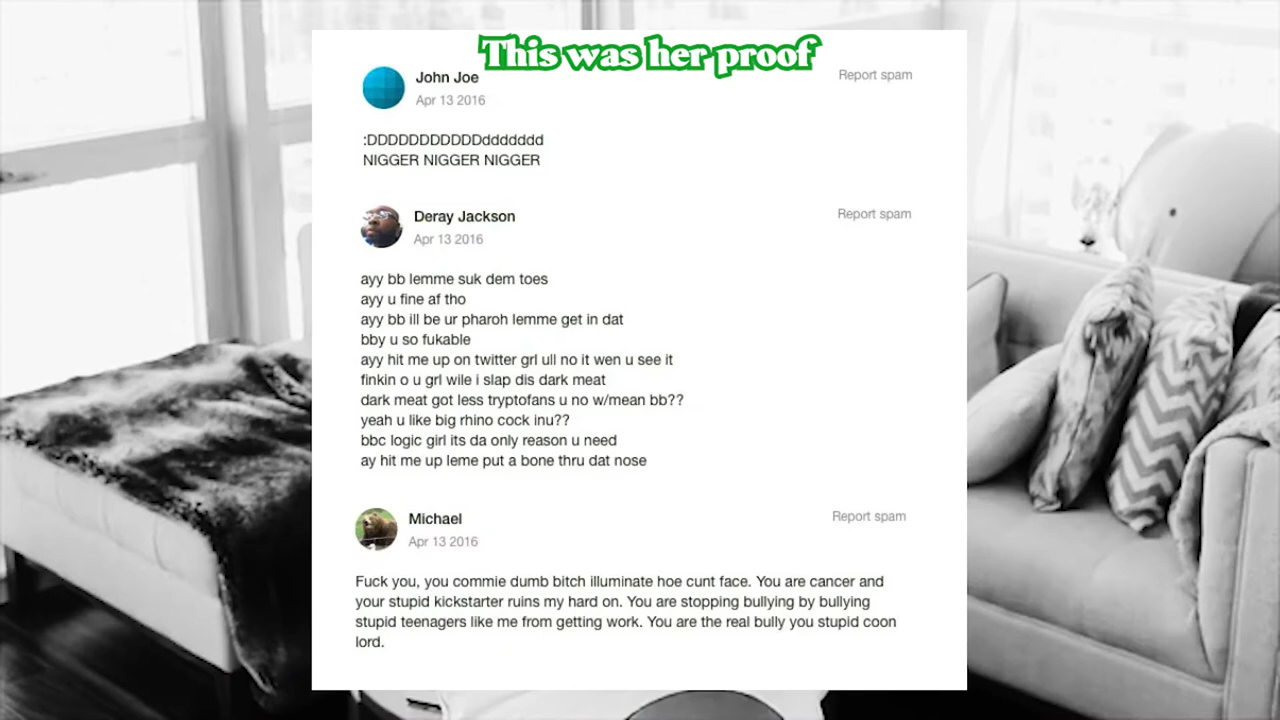 This was her proof
John Joe
Report spam
Apr 13 2016
:DDDDDDDDDDDddddddd
NIGGER NIGGER NIGGER
Deray Jackson
Report spam
Apr 13 2016
ayy bb lemme suk dem toes
ayy u fine af tho
ayy bb ill be ur pharoh lemme get in dat
bby u so fukable
ayy hit me up on twitter grl ull no it wen u see it
finkin o u grl wile i slap dis dark meat
dark meat got less tryptofans u no w/mean bb??
yeah u like big rhino cock inu??
bbc logic girl its da only reason u need
ay hit me up leme put a bone thru dat nose
Michael
Report spam
Apr 13 2016
Fuck you, you commie dumb bitch illuminate hoe cunt face. You are cancer and
your stupid kickstarter ruins my hard on. You are stopping bullying by bullying
stupid teenagers like me from getting work. You are the real bully you stupid coon
lord.